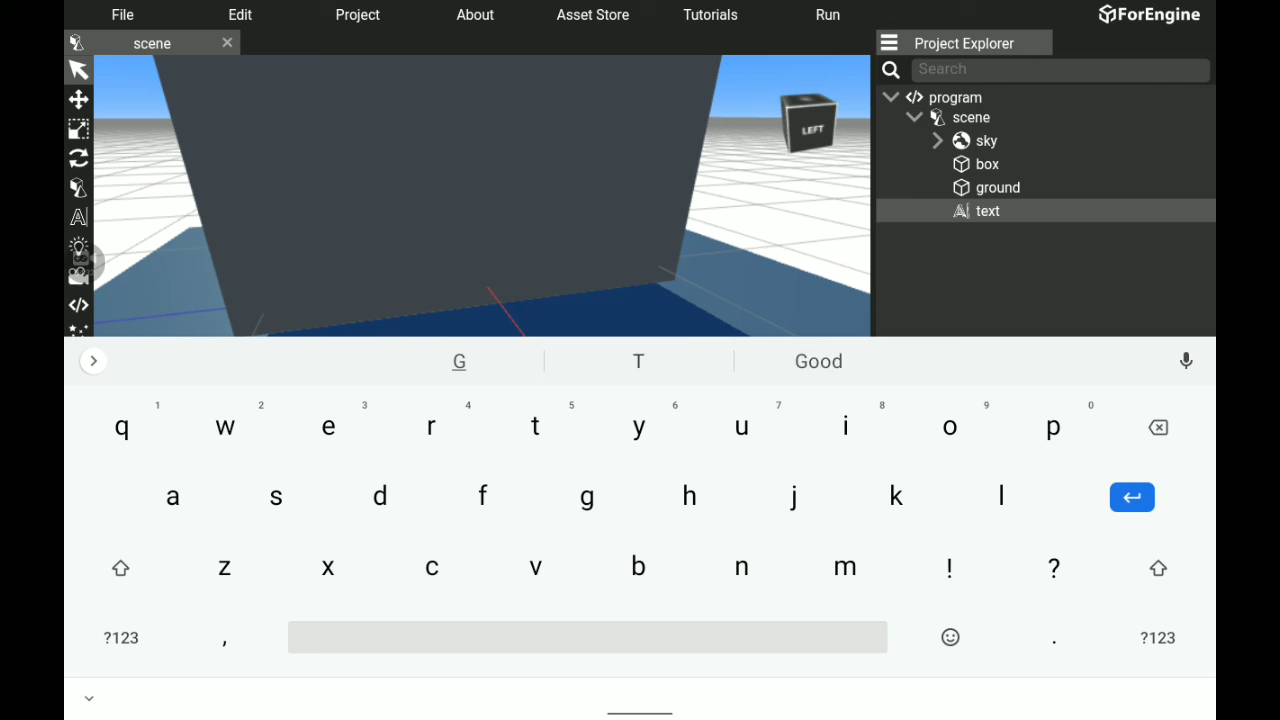 File Edit Project About Asset Store Tutorials Run ForEngine
scene
Project Explorer
Search
program
scene
sky
box
ground
text
LEFT
G T Good
1 2 3 4 5 6 7 8 9 0
q w e r t y u i o p
a s d f g h j k l
z x c v b n m ! ?
?123 , . ?123